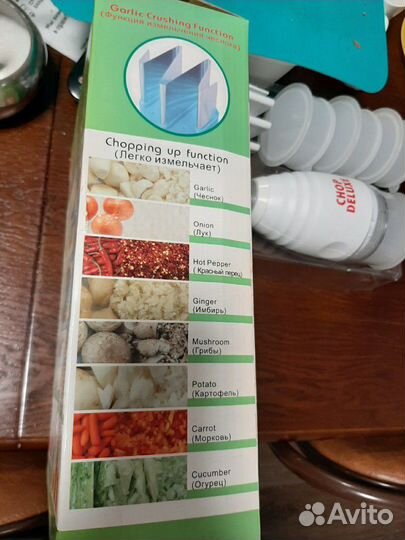 Garlic Crushing Function
(Функция измельчения чеснока)
Chopping up function
(Легко измельчает)
Garlic
(Чеснок)
Onion
(Лук)
Hot Pepper
(Красный перец)
Ginger
(Имбирь)
Mushroom
(Грибы)
Potato
(Картофель)
Carrot
(Морковь)
Cucumber
(Огурец)
CHOP
DELUXE
Avito